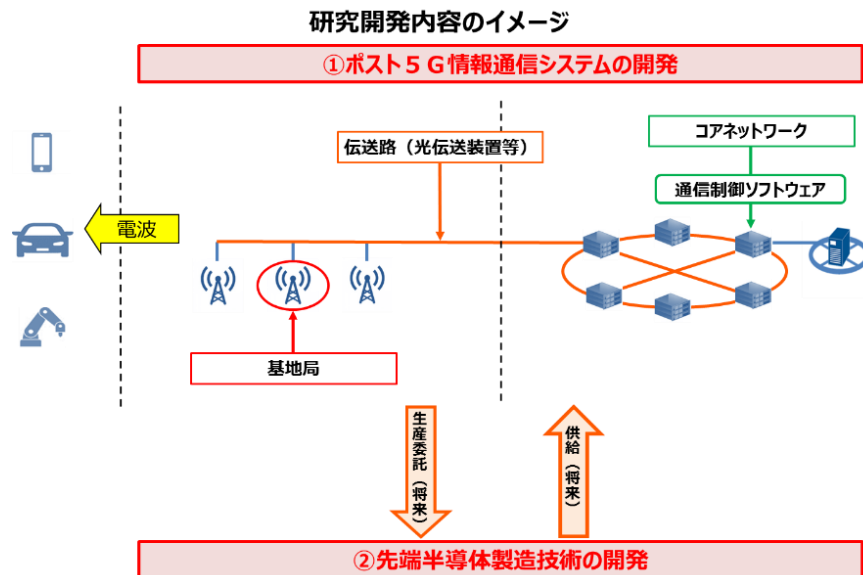 研究開発内容のイメージ
①ポスト５Ｇ情報通信システムの開発
コアネットワーク
伝送路（光伝送装置等）
通信制御ソフトウェア
電波
基地局
生産委託（将来）
供給（将来）
②先端半導体製造技術の開発